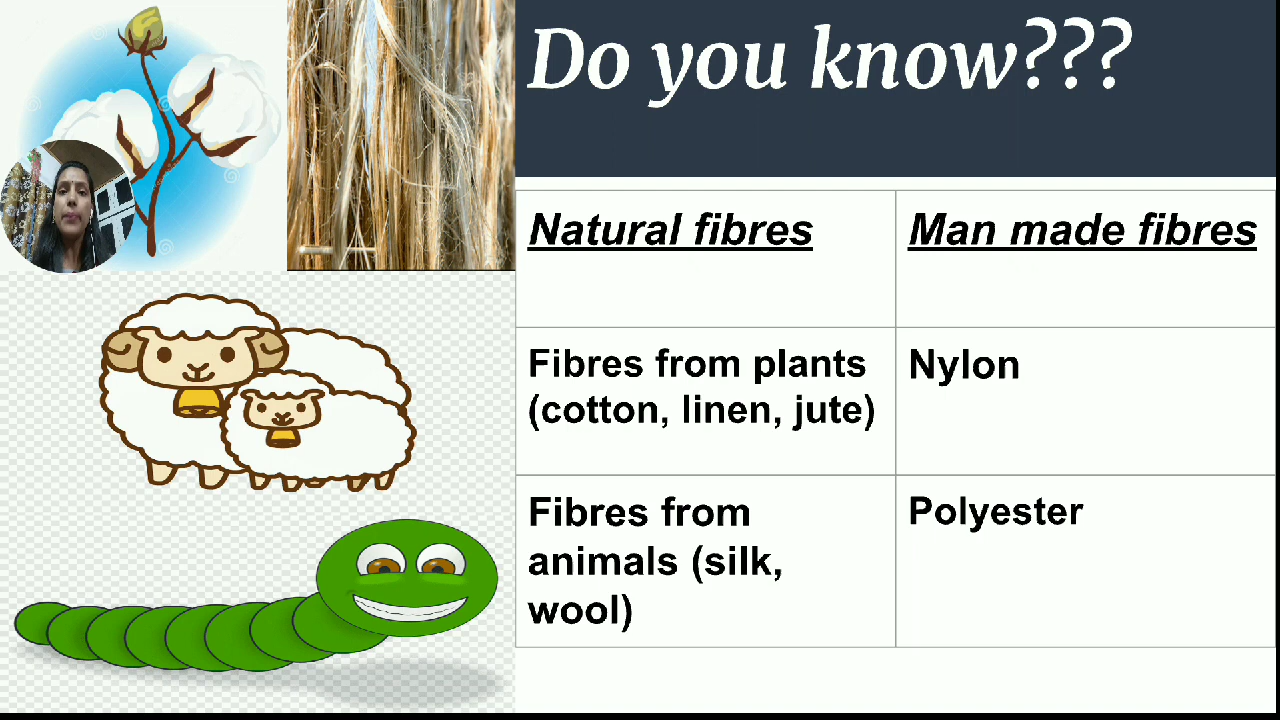 Do you know???
Natural fibres
Man made fibres
Fibres from plants
(cotton, linen, jute)
Nylon
Fibres from
animals (silk,
wool)
Polyester